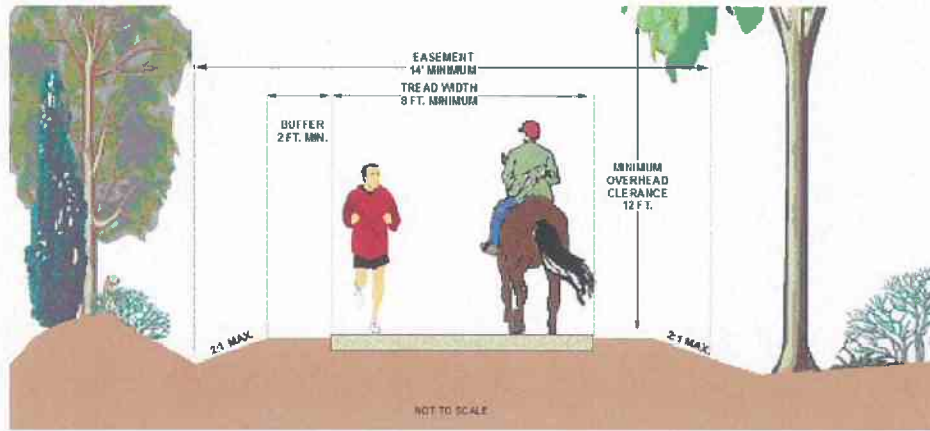 EASEMENT
14' MINIMUM
TREAD WIDTH
8 FT. MINIMUM
BUFFER
2 FT. MIN.
MINIMUM
OVERHEAD
CLERANCE
12 FT.
2:1 MAX.
2:1 MAX.
NOT TO SCALE